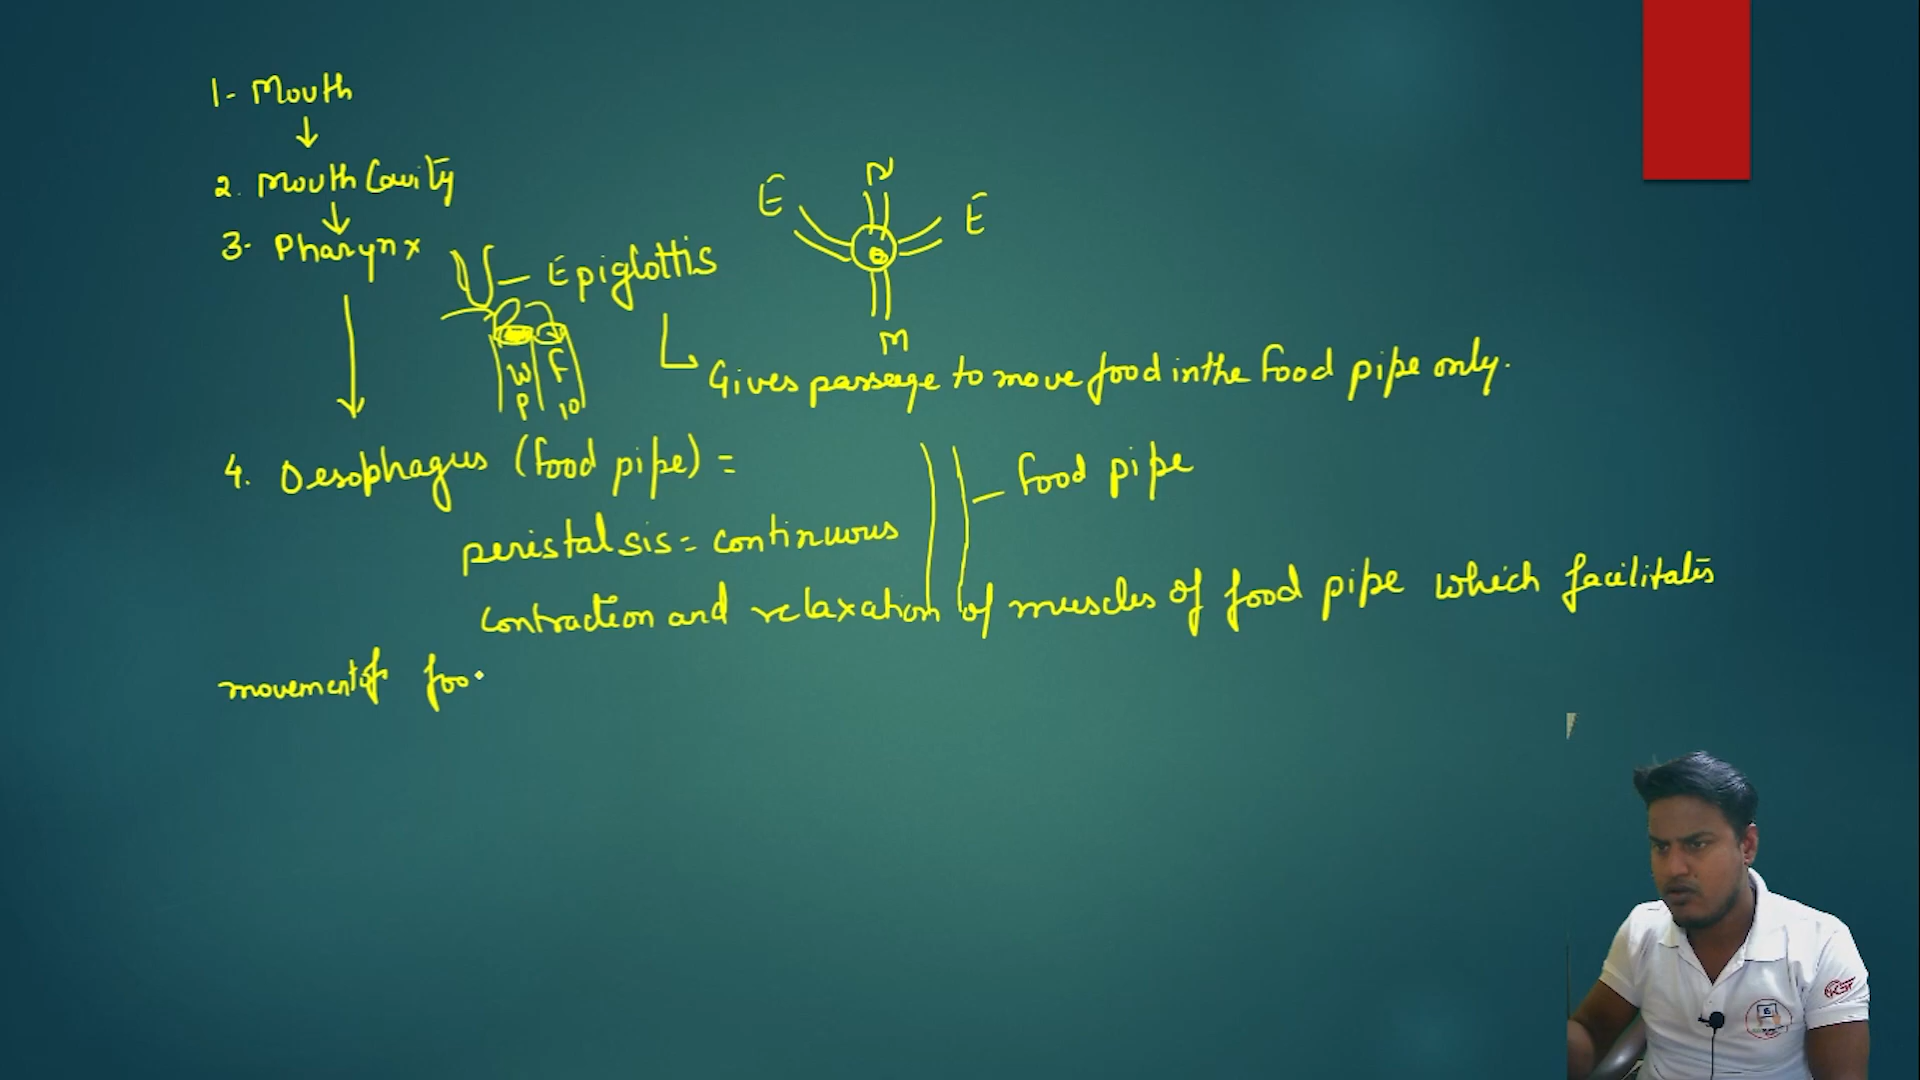 1- Mouth
↓
2. Mouth Cavity
↓
3- Pharynx
Epiglottis
E N E
M
W F
P 10
Gives passage to move food in the food pipe only.
4. Oesophagus (food pipe) =
food pipe
peristalsis = continuous
contraction and relaxation of muscles of food pipe which facilitates
movement of foo